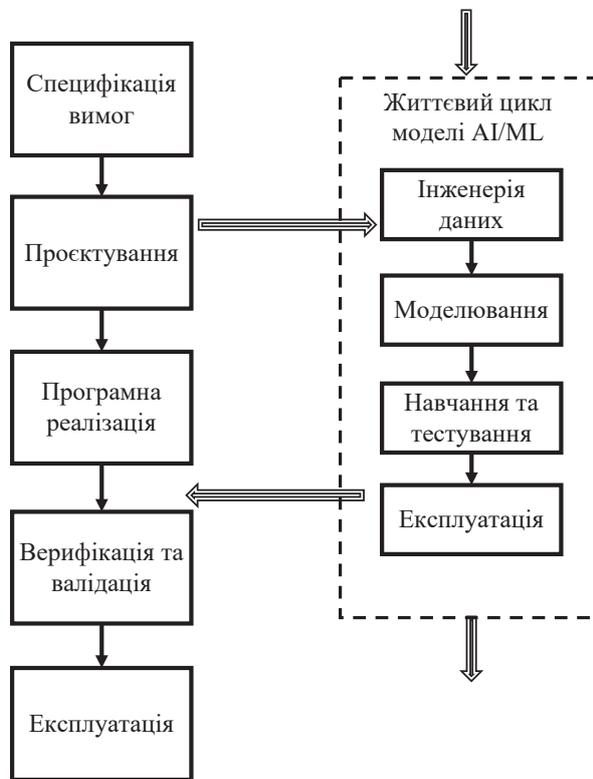 Специфікація
вимог
Проєктування
Програмна
реалізація
Верифікація та
валідація
Експлуатація
Життєвий цикл
моделі AI/ML
Інженерія
даних
Моделювання
Навчання та
тестування
Експлуатація